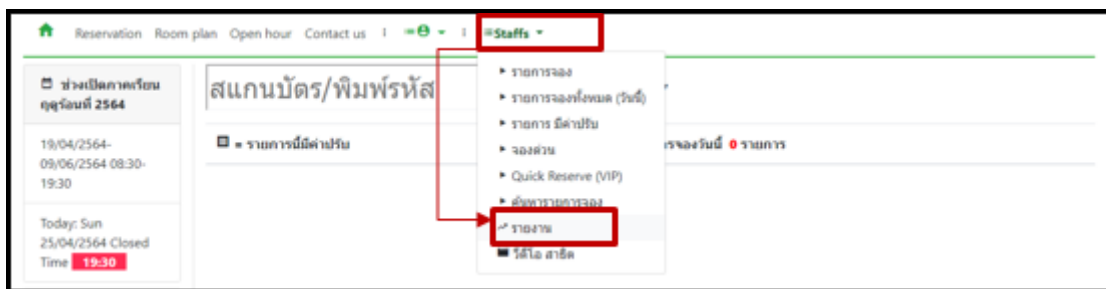 Reservation Room plan Open hour Contact us Staffs
ช่วงเปิดภาคเรียน
ฤดูร้อนที่ 2564
19/04/2564-
09/06/2564 08:30-
19:30
Today: Sun
25/04/2564 Closed
Time 19:30
สแกนบัตร/พิมพ์รหัส
= รายการนี้มีค่าปรับ
รายการจอง
รายการจองทั้งหมด (วันนี้)
รายการ มีค่าปรับ
จองด่วน
Quick Reserve (VIP)
ค้นหารายการจอง
รายงาน
วีดีโอ สาธิต
รจองวันนี้ 0 รายการ